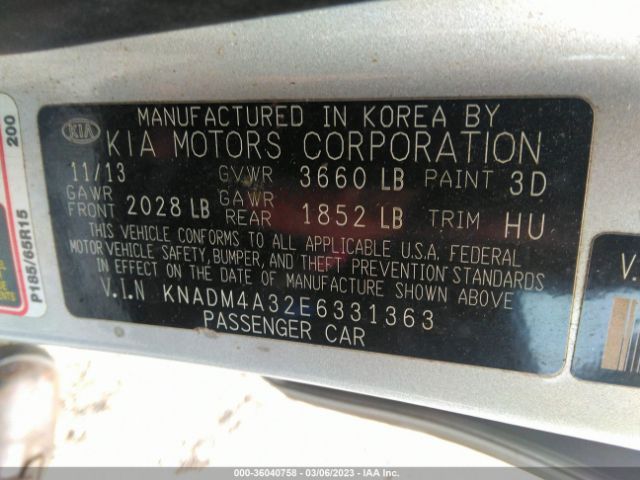 MANUFACTURED IN KOREA BY
KIA KIA MOTORS CORPORATION
11/13 GVWR 3660 LB PAINT 3D
GAWR FRONT 2028 LB GAWR REAR 1852 LB TRIM HU
THIS VEHICLE CONFORMS TO ALL APPLICABLE U.S.A. FEDERAL
MOTOR VEHICLE SAFETY, BUMPER, AND THEFT PREVENTION STANDARDS
IN EFFECT ON THE DATE OF MANUFACTURE SHOWN ABOVE
V.I.N KNADM4A32E6331363
PASSENGER CAR
200
P185/65R15
V.
000-36040758 — 03/06/2023 — IAAI.COM